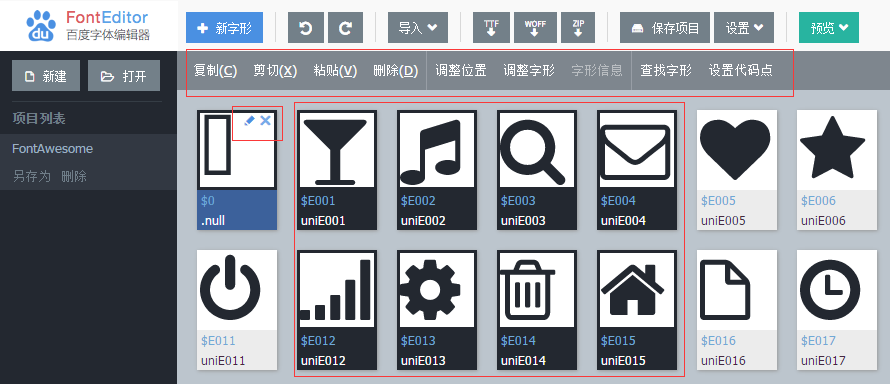 du FontEditor
百度字体编辑器
新字形 导入 TTF WOFF ZIP 保存项目 设置 预览
复制(C) 剪切(X) 粘贴(V) 删除(D) 调整位置 调整字形 字形信息 查找字形 设置代码点
新建 打开
项目列表
FontAwesome
另存为 删除
$0 $E001 $E002 $E003 $E004 $E005 $E006
.null uniE001 uniE002 uniE003 uniE004 uniE005 uniE006
$E011 $E012 $E013 $E014 $E015 $E016 $E017
uniE011 uniE012 uniE013 uniE014 uniE015 uniE016 uniE017